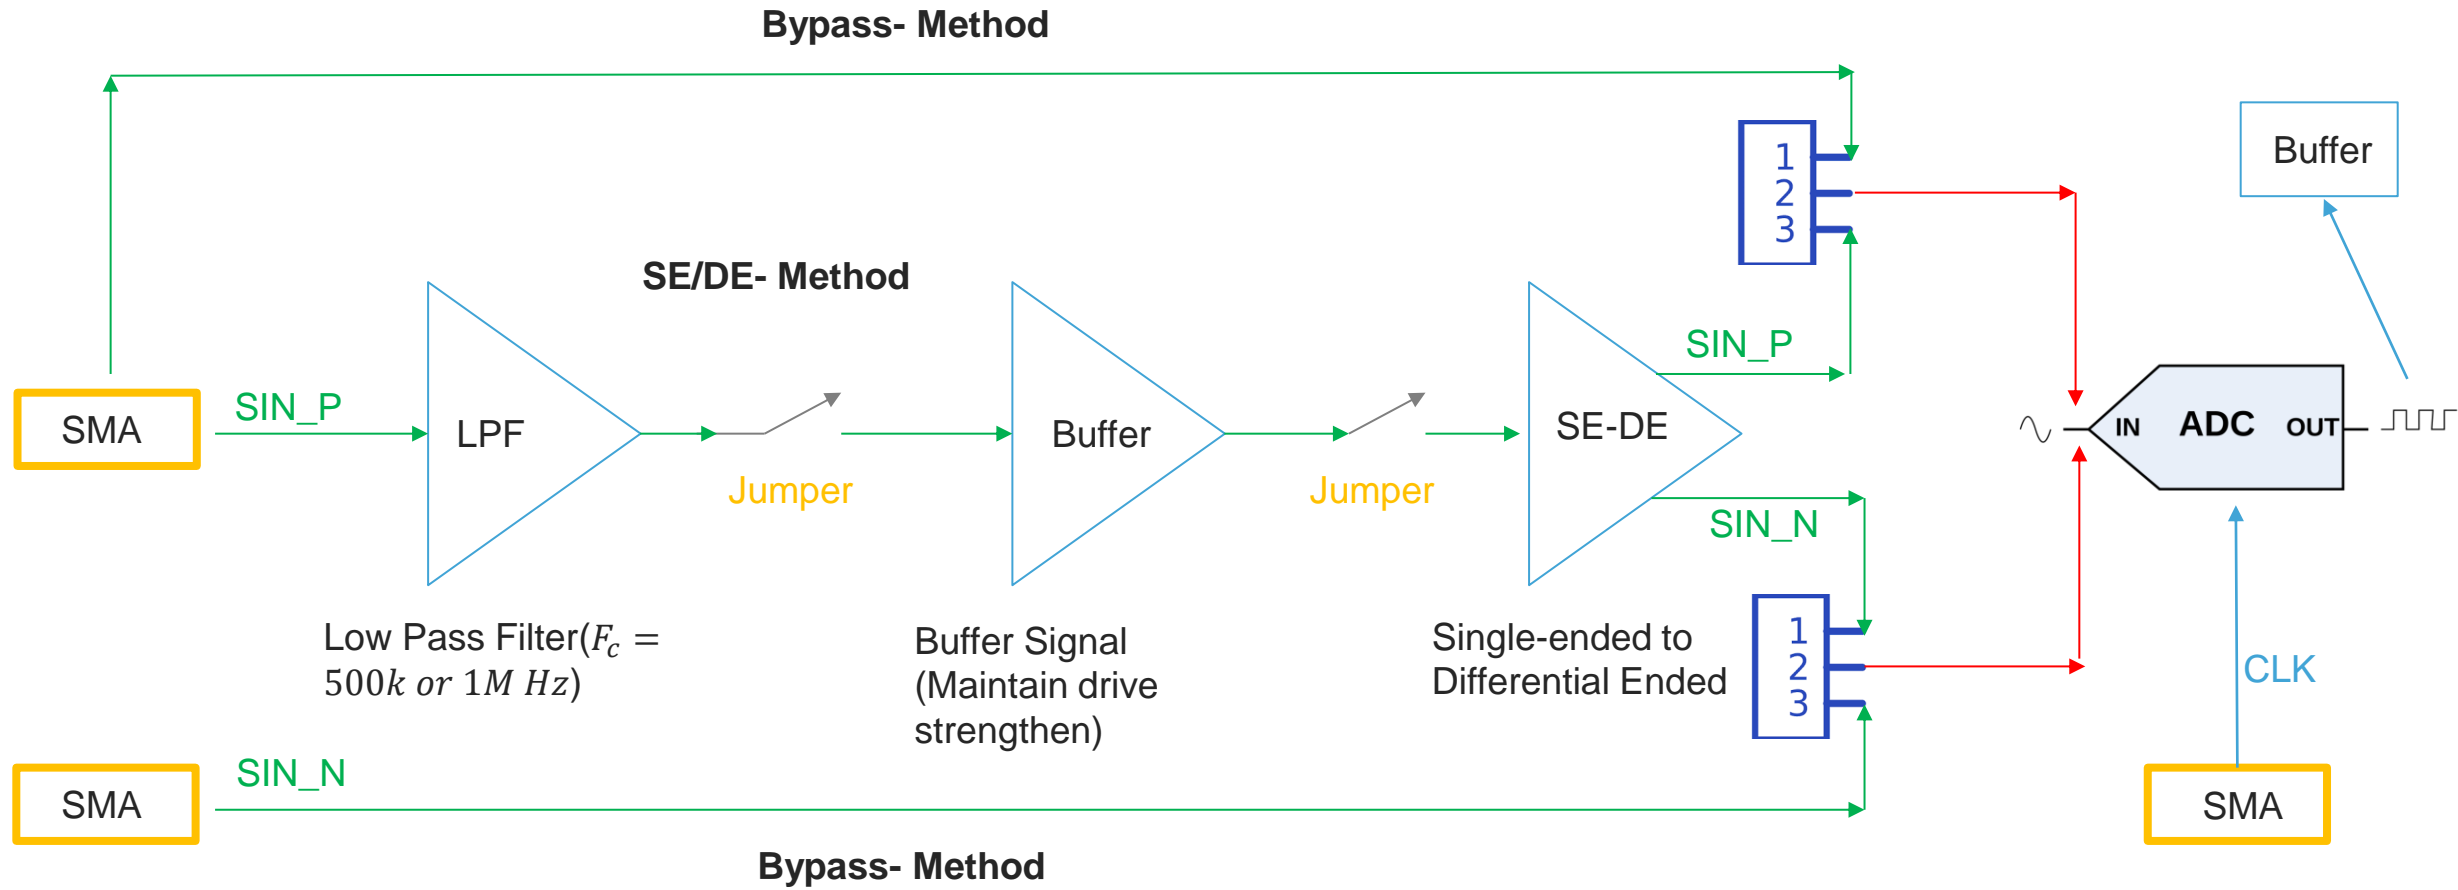 Bypass- Method
1
2
3
Buffer
SE/DE- Method
SIN_P
SMA
SIN_P
LPF
Jumper
Buffer
Jumper
SE-DE
IN ADC OUT
SIN_N
Low Pass Filter(F_c =
500k or 1M Hz)
Buffer Signal
(Maintain drive
strengthen)
Single-ended to
Differential Ended
1
2
3
CLK
SMA
SIN_N
SMA
Bypass- Method